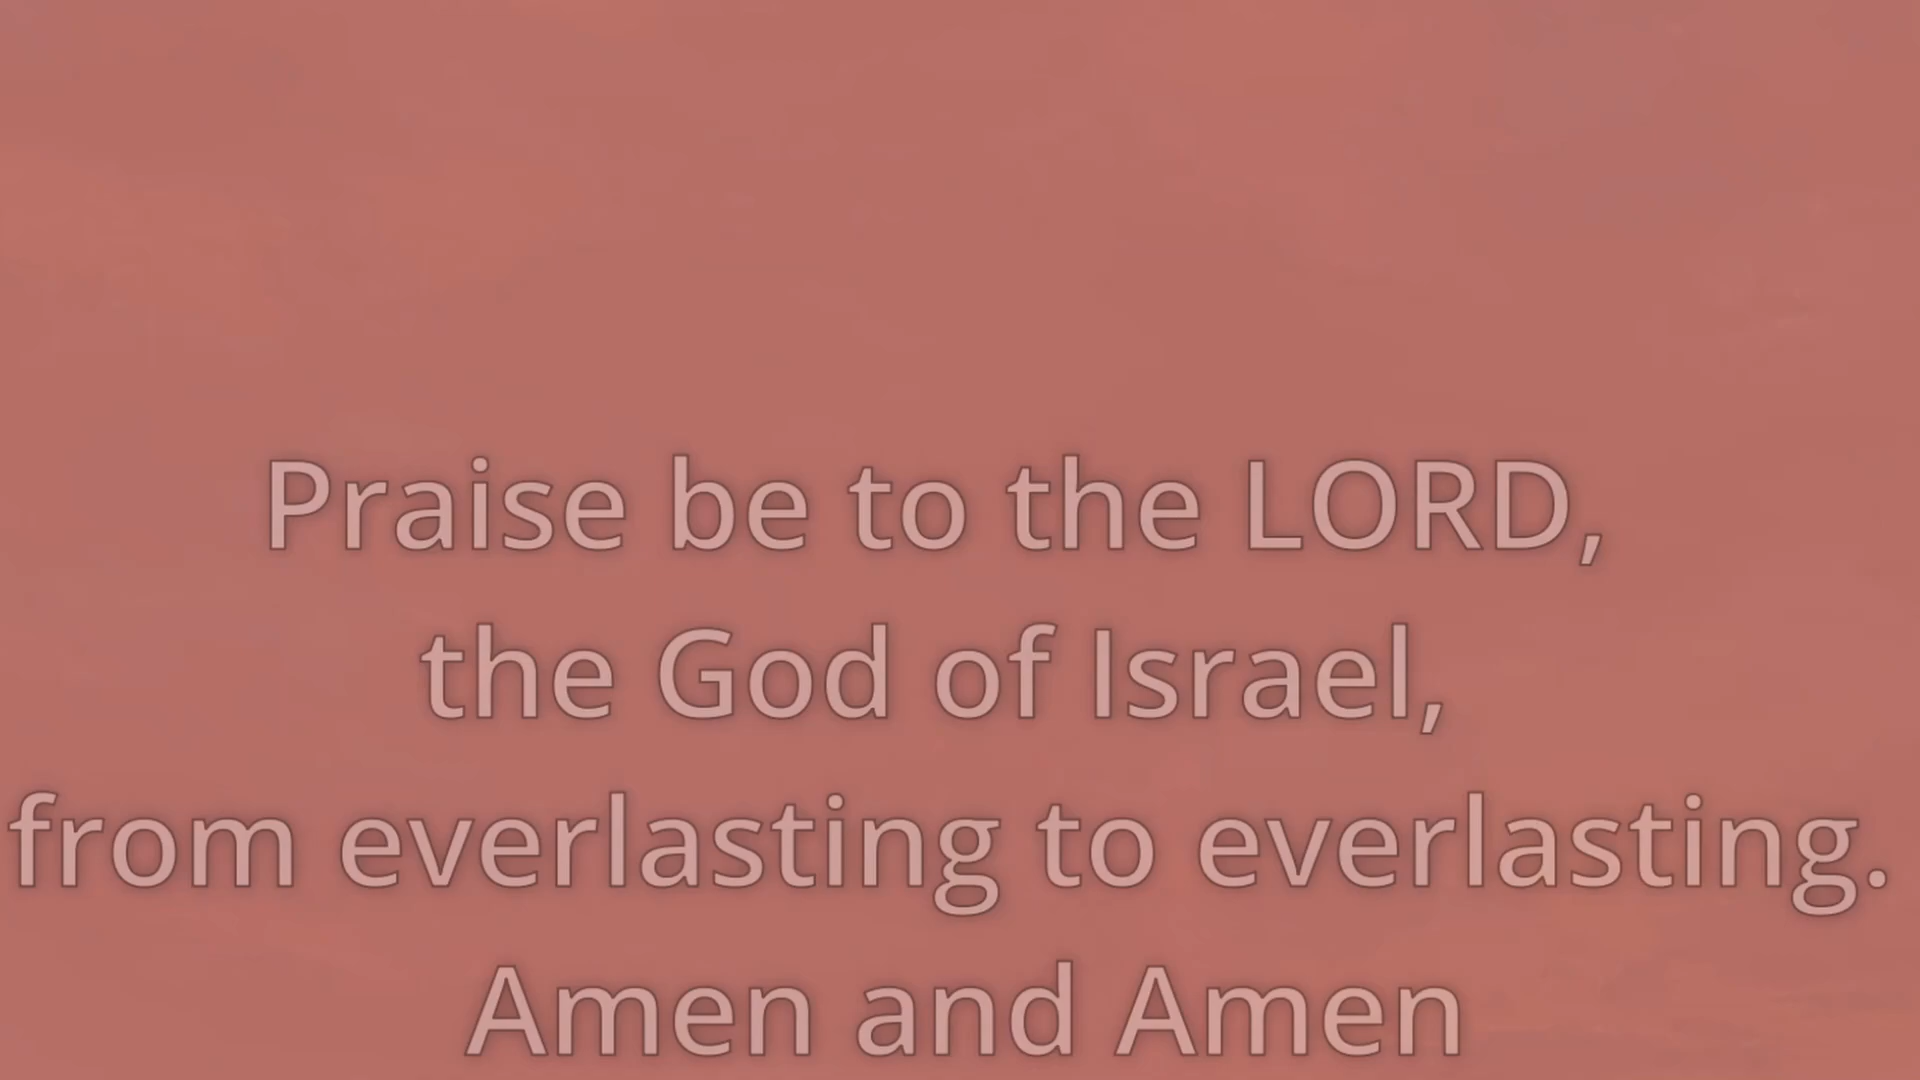 Praise be to the LORD,
the God of Israel,
from everlasting to everlasting.
Amen and Amen